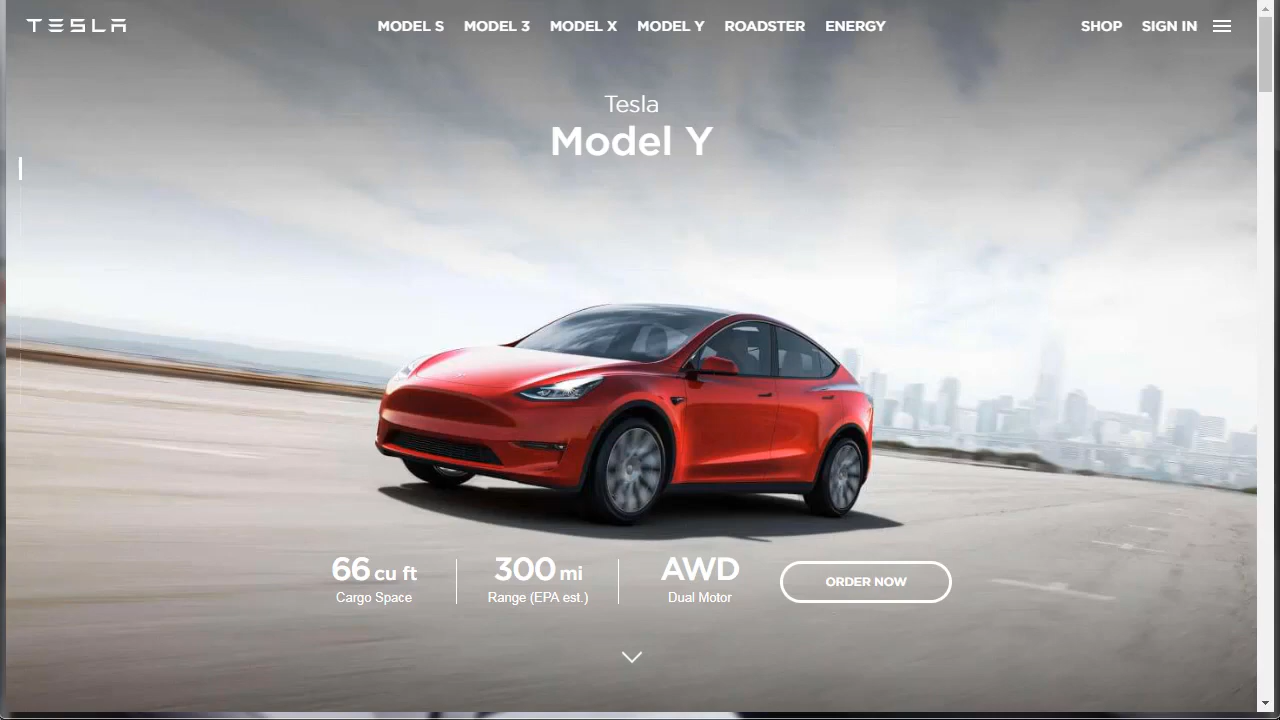 TESLA
MODEL S MODEL 3 MODEL X MODEL Y ROADSTER ENERGY
SHOP SIGN IN
Tesla
Model Y
66 cu ft
Cargo Space
300 mi
Range (EPA est.)
AWD
Dual Motor
ORDER NOW